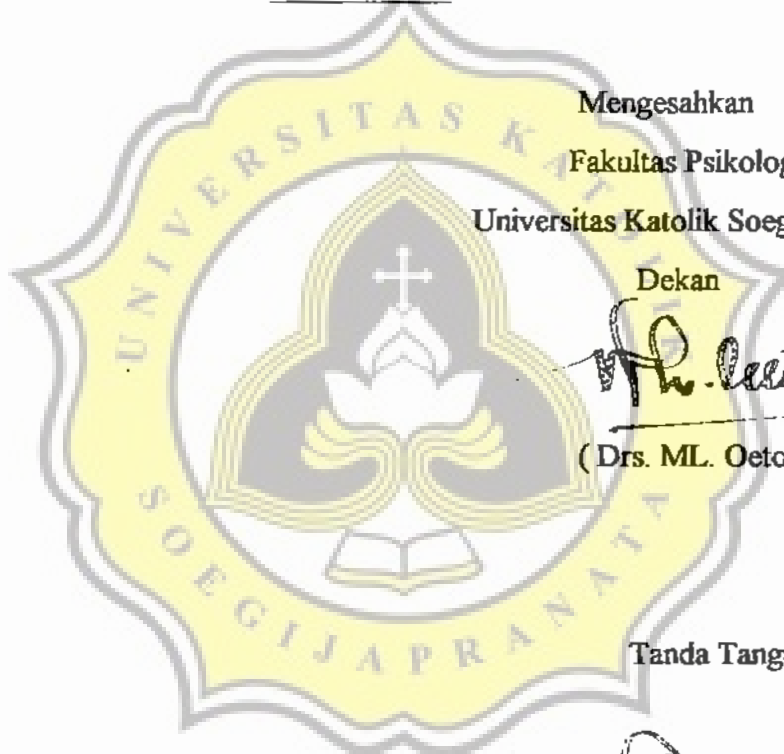 Mengesahkan
Fakultas Psikolog
Universitas Katolik Soeg
Dekan
( Drs. ML. Oeto
Tanda Tang
UNIVERSITAS KATOLIK
SOEGIJAPRANATA